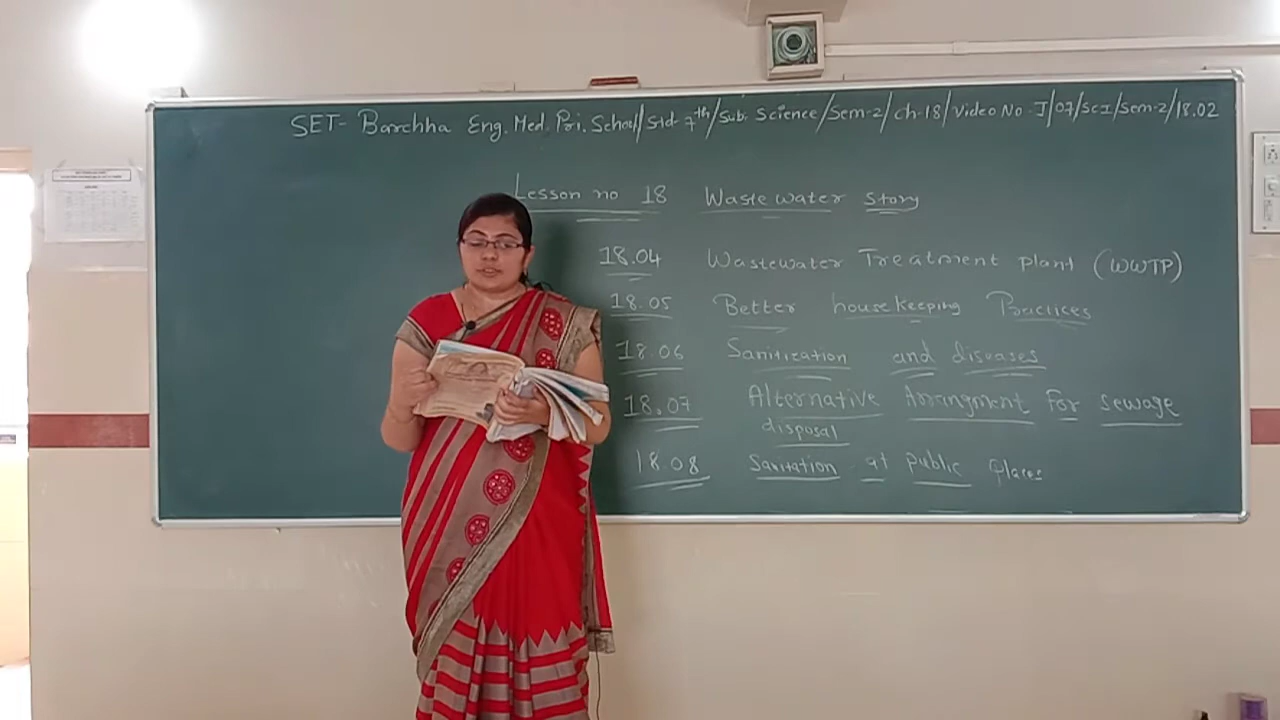 SET- Barchha Eng. Med. Pri. School/Std 7th/Sub. Science/Sem-2/Ch-18/Video No. J/07/SCI/Sem-2/18.02
Lesson no 18 Waste water story
18.04 Wastewater Treatment plant (WWTP)
18.05 Better housekeeping Practices
18.06 Sanitization and diseases
18.07 Alternative Arrangment for sewage
disposal
18.08 Sanitation at public places